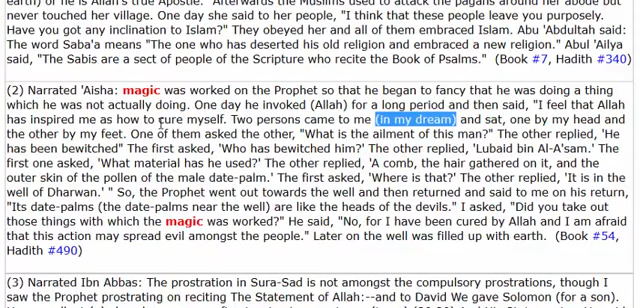 earth) or he is Allah's true Apostle. " Afterwards the Muslims used to attack the pagans around her abode but
never touched her village. One day she said to her people, "I think that these people leave you purposely.
Have you got any inclination to Islam?" They obeyed her and all of them embraced Islam. Abu 'Abdultah said:
The word Saba'a means "The one who has deserted his old religion and embraced a new religion." Abul 'Ailya
said, "The Sabis are a sect of people of the Scripture who recite the Book of Psalms." (Book #7, Hadith #340)
(2) Narrated 'Aisha: magic was worked on the Prophet so that he began to fancy that he was doing a thing
which he was not actually doing. One day he invoked (Allah) for a long period and then said, "I feel that Allah
has inspired me as how to cure myself. Two persons came to me (in my dream) and sat, one by my head and
the other by my feet. One of them asked the other, "What is the ailment of this man?" The other replied, 'He
has been bewitched" The first asked, 'Who has bewitched him?' The other replied, 'Lubaid bin Al-A'sam.' The
first one asked, 'What material has he used?' The other replied, 'A comb, the hair gathered on it, and the
outer skin of the pollen of the male date-palm.' The first asked, 'Where is that?' The other replied, 'It is in the
well of Dharwan.' " So, the Prophet went out towards the well and then returned and said to me on his return,
"Its date-palms (the date-palms near the well) are like the heads of the devils." I asked, "Did you take out
those things with which the magic was worked?" He said, "No, for I have been cured by Allah and I am afraid
that this action may spread evil amongst the people." Later on the well was filled up with earth. (Book #54,
Hadith #490)
(3) Narrated Ibn Abbas: The prostration in Sura-Sad is not amongst the compulsory prostrations, though I
saw the Prophet prostrating on reciting The Statement of Allah:--and to David We gave Solomon (for a son).